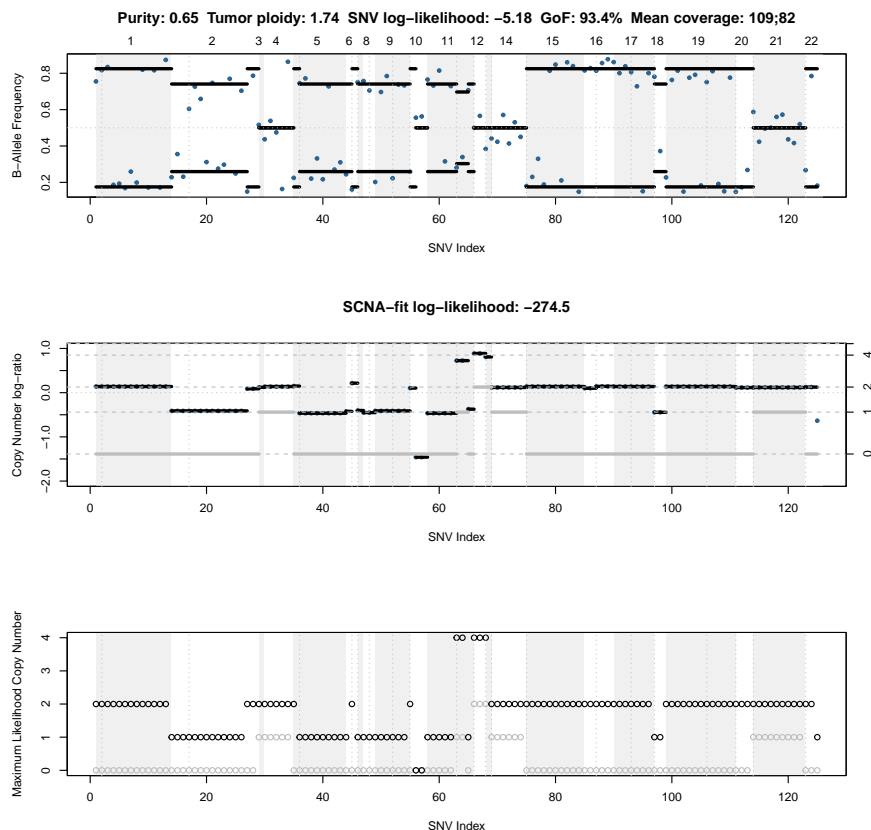 Purity: 0.65 Tumor ploidy: 1.74 SNV log−likelihood: −5.18 GoF: 93.4% Mean coverage: 109;82
1 2 3 4 5 6 8 9 10 11 12 14 15 16 17 18 19 20 21 22
B−Allele Frequency
0.8
0.6
0.4
0.2
0 20 40 60 80 100 120
SNV Index
SCNA−fit log−likelihood: −274.5
Copy Number log−ratio
1.0
0.0
−1.0
−2.0
4
2
1
0
0 20 40 60 80 100 120
SNV Index
Maximum Likelihood Copy Number
4
3
2
1
0
0 20 40 60 80 100 120
SNV Index